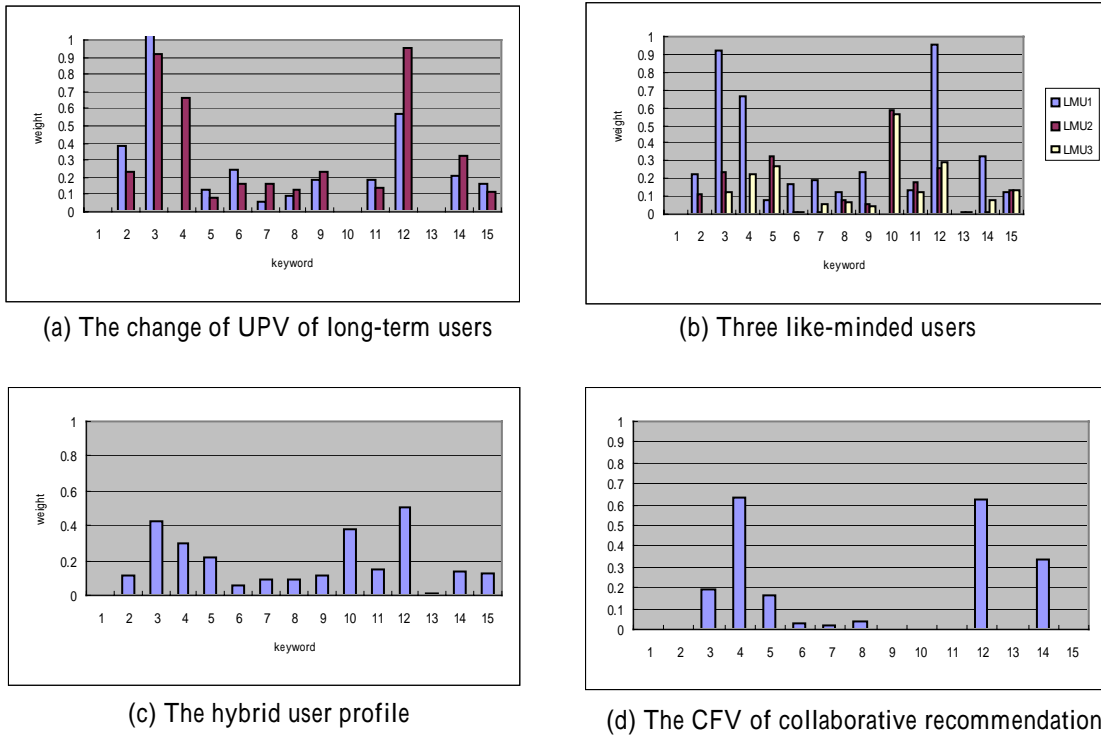 1
0.9
0.8
0.7
0.6
0.5
0.4
0.3
0.2
0.1
0
weight
1 2 3 4 5 6 7 8 9 10 11 12 13 14 15
keyword
(a) The change of UPV of long-term users
1
0.9
0.8
0.7
0.6
0.5
0.4
0.3
0.2
0.1
0
weight
1 2 3 4 5 6 7 8 9 10 11 12 13 14 15
keyword
LMU1
LMU2
LMU3
(b) Three like-minded users
1
0.8
0.6
0.4
0.2
0
weight
1 2 3 4 5 6 7 8 9 10 11 12 13 14 15
keyword
(c) The hybrid user profile
1
0.9
0.8
0.7
0.6
0.5
0.4
0.3
0.2
0.1
0
1 2 3 4 5 6 7 8 9 10 11 12 13 14 15
(d) The CFV of collaborative recommendation